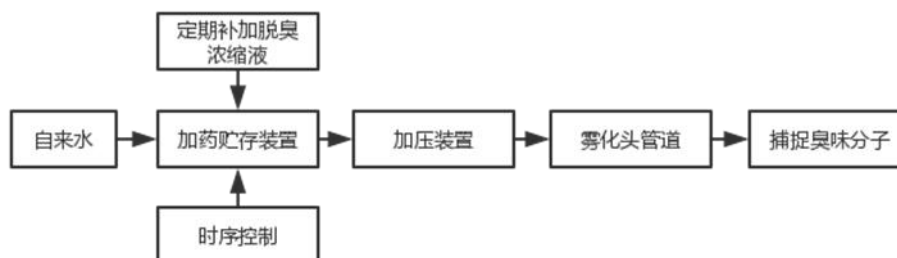 定期补加脱臭
浓缩液
自来水
加药贮存装置
加压装置
雾化头管道
捕捉臭味分子
时序控制